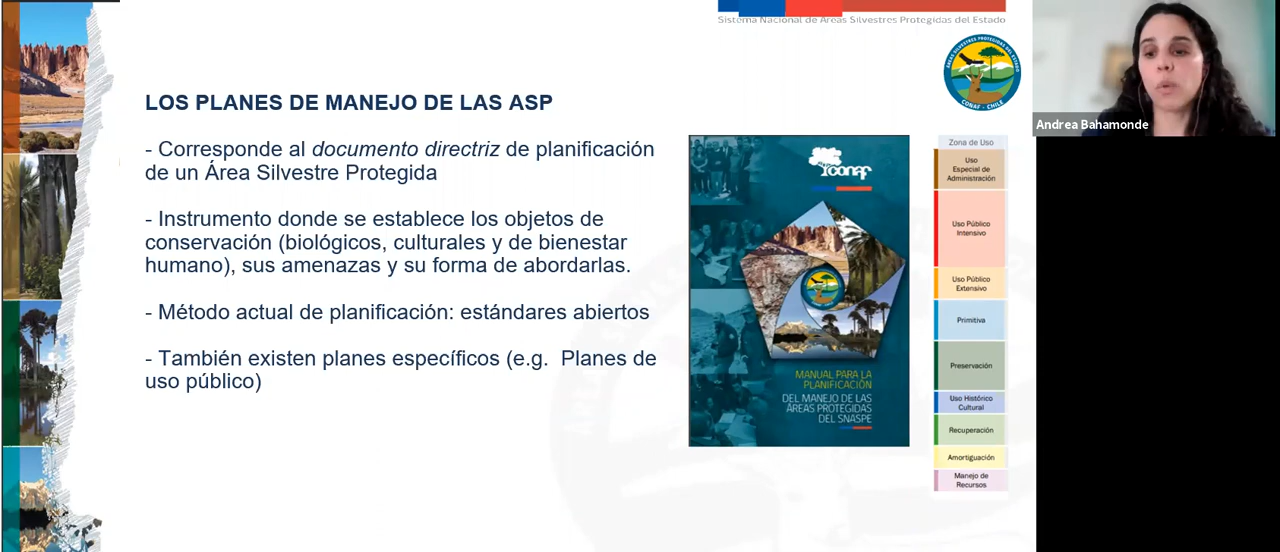 Sistema Nacional de Áreas Silvestres Protegidas del Estado
ÁREAS SILVESTRES PROTEGIDAS DEL ESTADO
CONAF - CHILE
Andrea Bahamonde
LOS PLANES DE MANEJO DE LAS ASP
- Corresponde al documento directriz de planificación
de un Área Silvestre Protegida
- Instrumento donde se establece los objetos de
conservación (biológicos, culturales y de bienestar
humano), sus amenazas y su forma de abordarlas.
- Método actual de planificación: estándares abiertos
- También existen planes específicos (e.g. Planes de
uso público)
conaf
MANUAL PARA LA
PLANIFICACIÓN
DEL MANEJO DE LAS
ÁREAS PROTEGIDAS
DEL SNASPE
Zona de Uso
Uso
Especial de
Administración
Uso Público
Intensivo
Uso Público
Extensivo
Primitiva
Preservación
Uso Histórico
Cultural
Recuperación
Amortiguación
Manejo de
Recursos